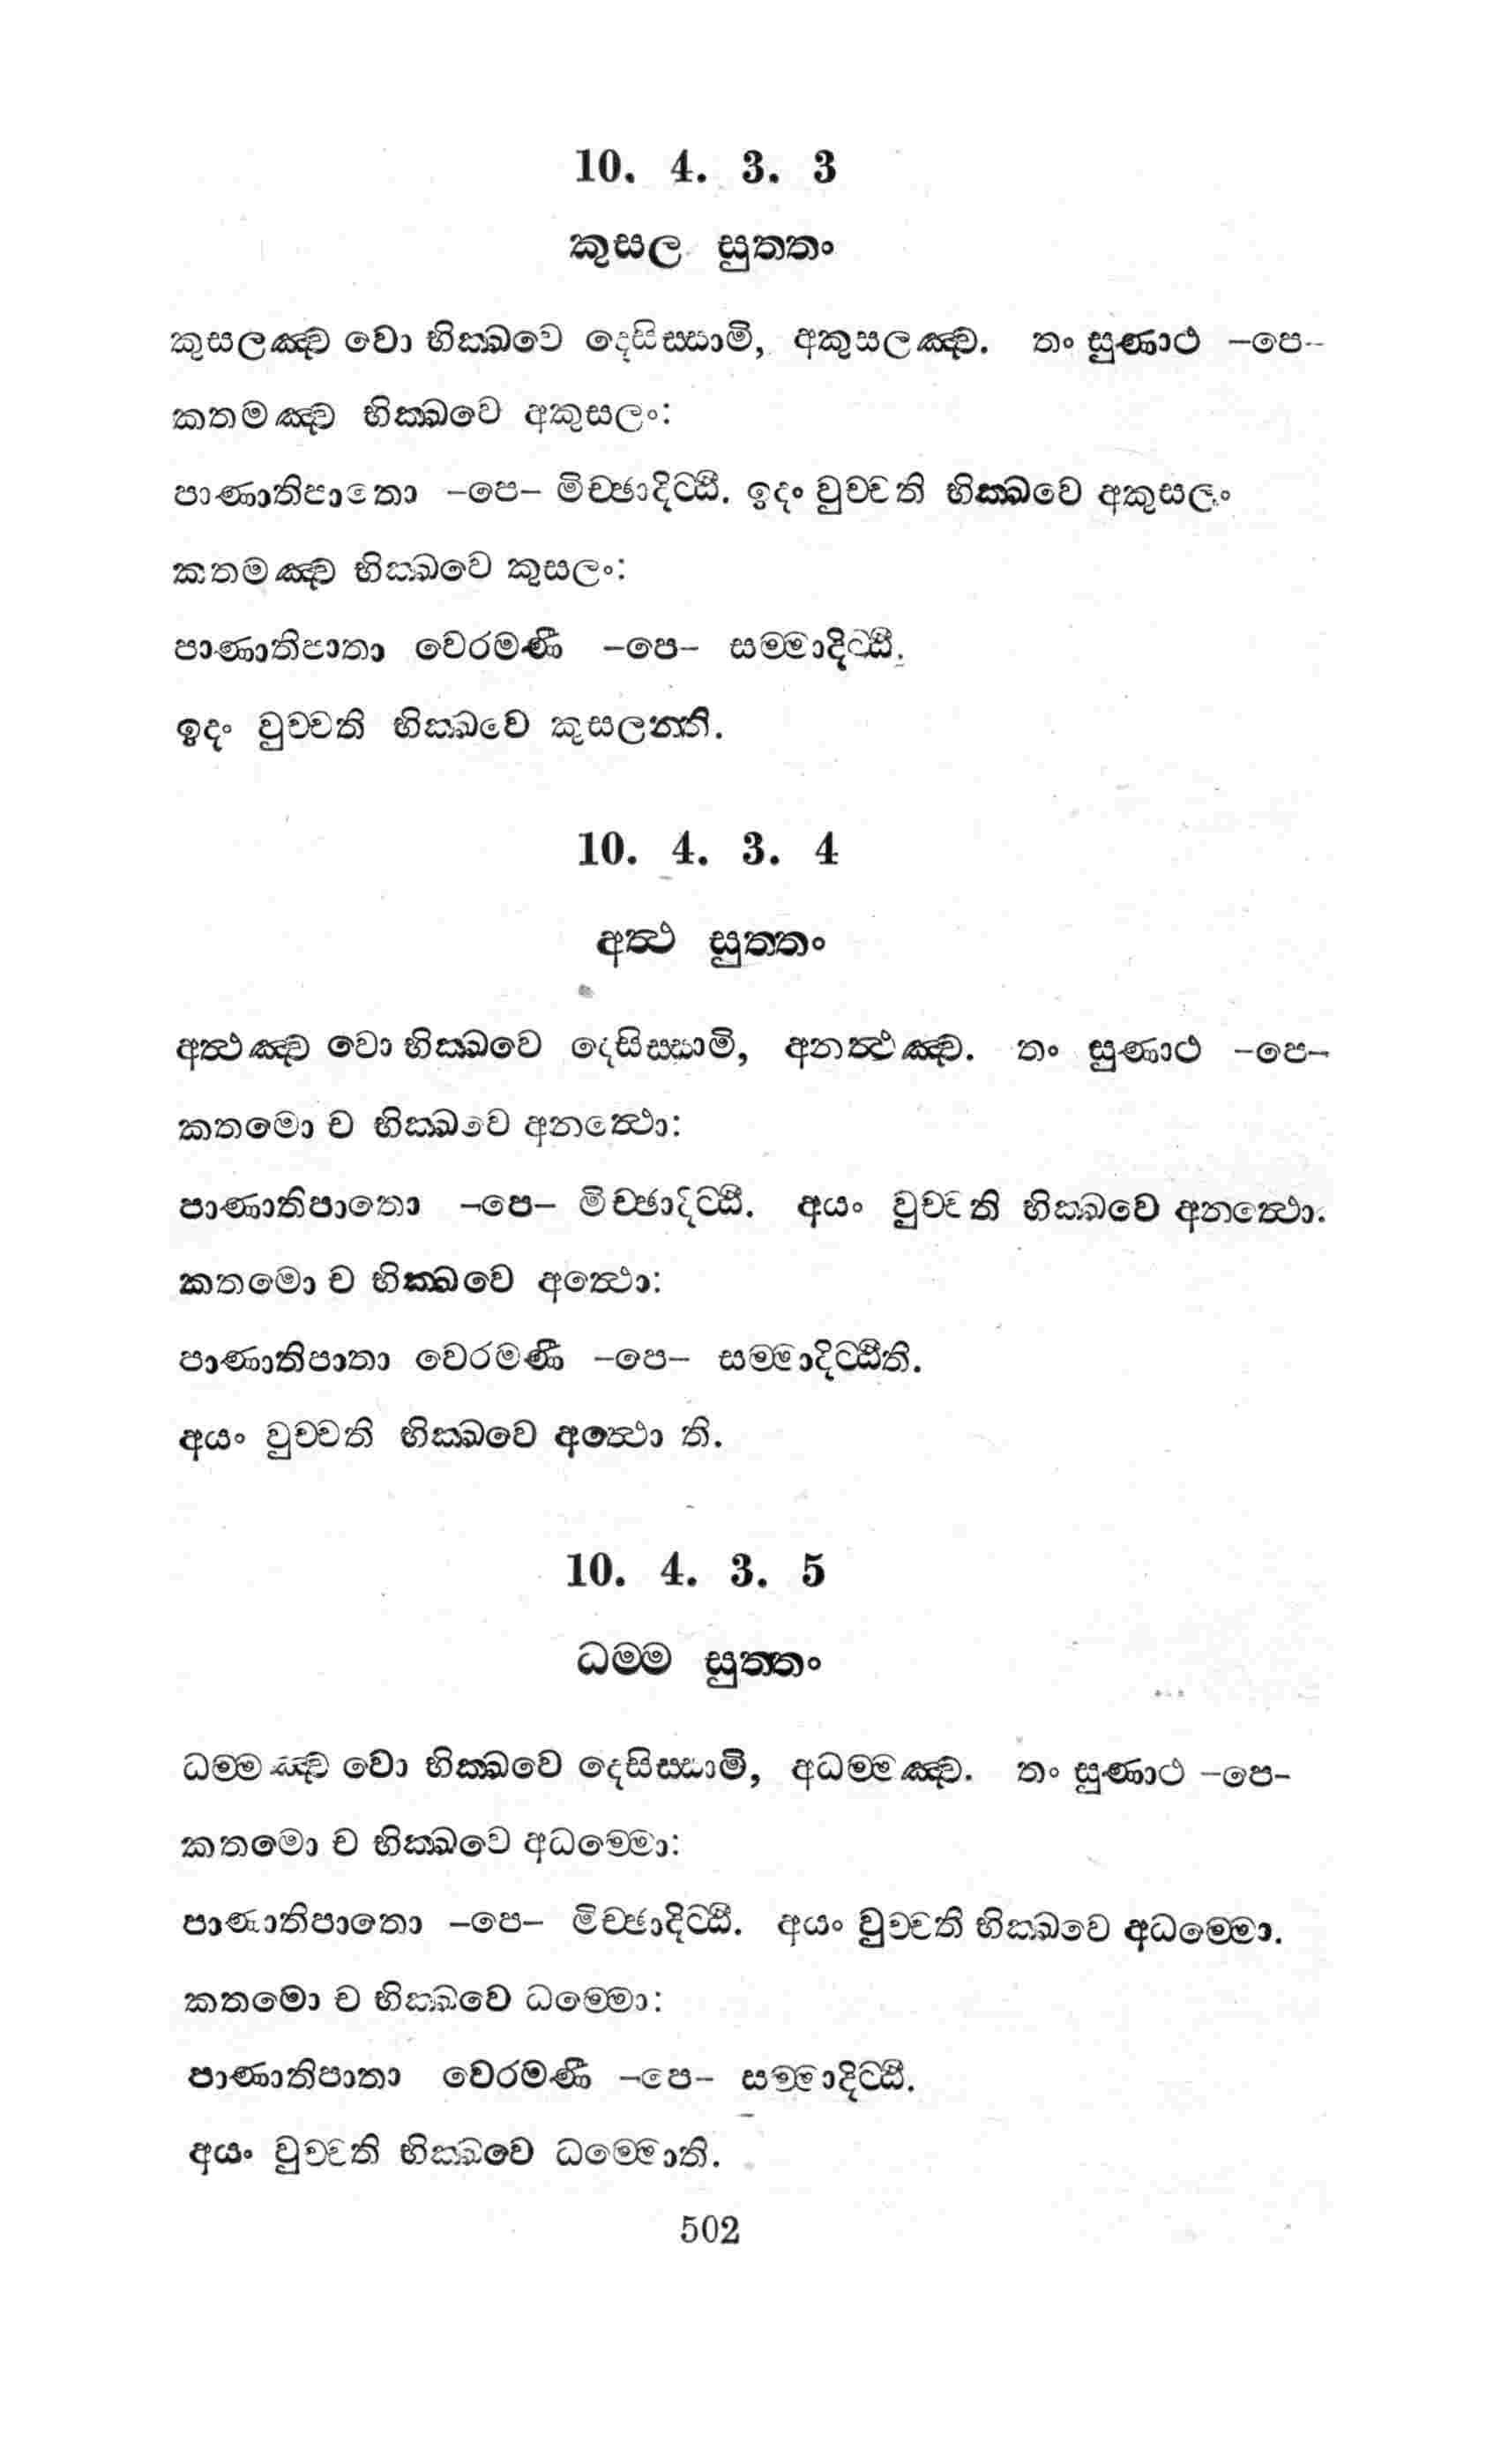 10. 4. 3. 3
කුසල සුත්තං
කුසලඤ්ච වො භික්ඛවෙ දෙසිස්සාමි, අකුසලඤ්ච. තං සුණාථ –පෙ–
කතමඤ්ච භික්ඛවෙ අකුසලං:
පාණාතිපාතො –පෙ– මිච්ඡාදිට්ඨි. ඉදං වුච්චති භික්ඛවෙ අකුසලං
කතමඤ්ච භික්ඛවෙ කුසලං:
පාණාතිපාතා වෙරමණී –පෙ– සම්මාදිට්ඨි.
ඉදං වුච්චති භික්ඛවෙ කුසලන්ති.
10. 4. 3. 4
අත්ථ සුත්තං
අත්ථඤ්ච වො භික්ඛවෙ දෙසිස්සාමි, අනත්ථඤ්ච. තං සුණාථ –පෙ–
කතමො ච භික්ඛවෙ අනත්ථො:
පාණාතිපාතො –පෙ– මිච්ඡාදිට්ඨි. අයං වුච්චති භික්ඛවෙ අනත්ථො.
කතමො ච භික්ඛවෙ අත්ථො:
පාණාතිපාතා වෙරමණී –පෙ– සම්මාදිට්ඨීති.
අයං වුච්චති භික්ඛවෙ අත්ථො ති.
10. 4. 3. 5
ධම්ම සුත්තං
ධම්මඤ්ච වො භික්ඛවෙ දෙසිස්සාමි, අධම්මඤ්ච. තං සුණාථ –පෙ–
කතමො ච භික්ඛවෙ අධම්මො:
පාණාතිපාතො –පෙ– මිච්ඡාදිට්ඨි. අයං වුච්චති භික්ඛවෙ අධම්මො.
කතමො ච භික්ඛවෙ ධම්මො:
පාණාතිපාතා වෙරමණී –පෙ– සම්මාදිට්ඨි.
අයං වුච්චති භික්ඛවෙ ධම්මොති.
502